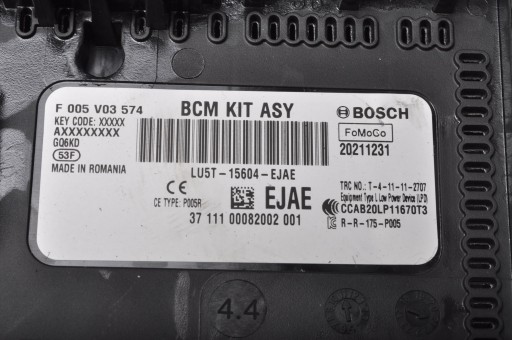 F 005 V03 574
BCM KIT ASY
BOSCH
KEY CODE: XXXXX
AXXXXXXXX
GQ6KD
53F
MADE IN ROMANIA
FoMoCo
20211231
LU5T-15604-EJAE
CE
CE TYPE: P005R
EJAE
37 111 00082002 001
TRC NO.: T-4-11-11-2707
Equipment Type I, Low Power Device (LPD)
CCAB20LP11670T3
R-R-175-P005
4.4